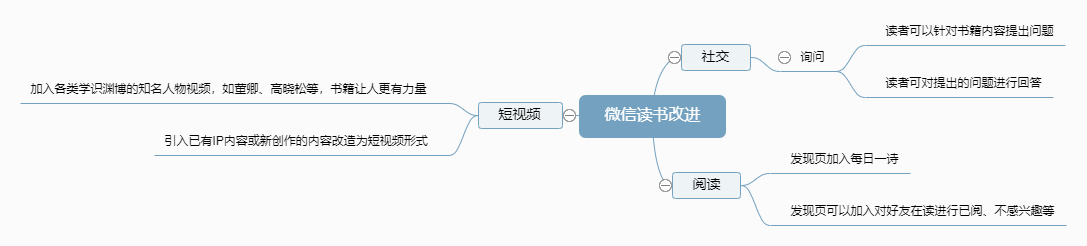 微信读书改进
社交
询问
读者可以针对书籍内容提出问题
读者可对提出的问题进行回答
阅读
发现页加入每日一诗
发现页可以加入对好友在读进行已阅、不感兴趣等
短视频
加入各类学识渊博的知名人物视频，如董卿、高晓松等，书籍让人更有力量
引入已有IP内容或新创作的内容改造为短视频形式